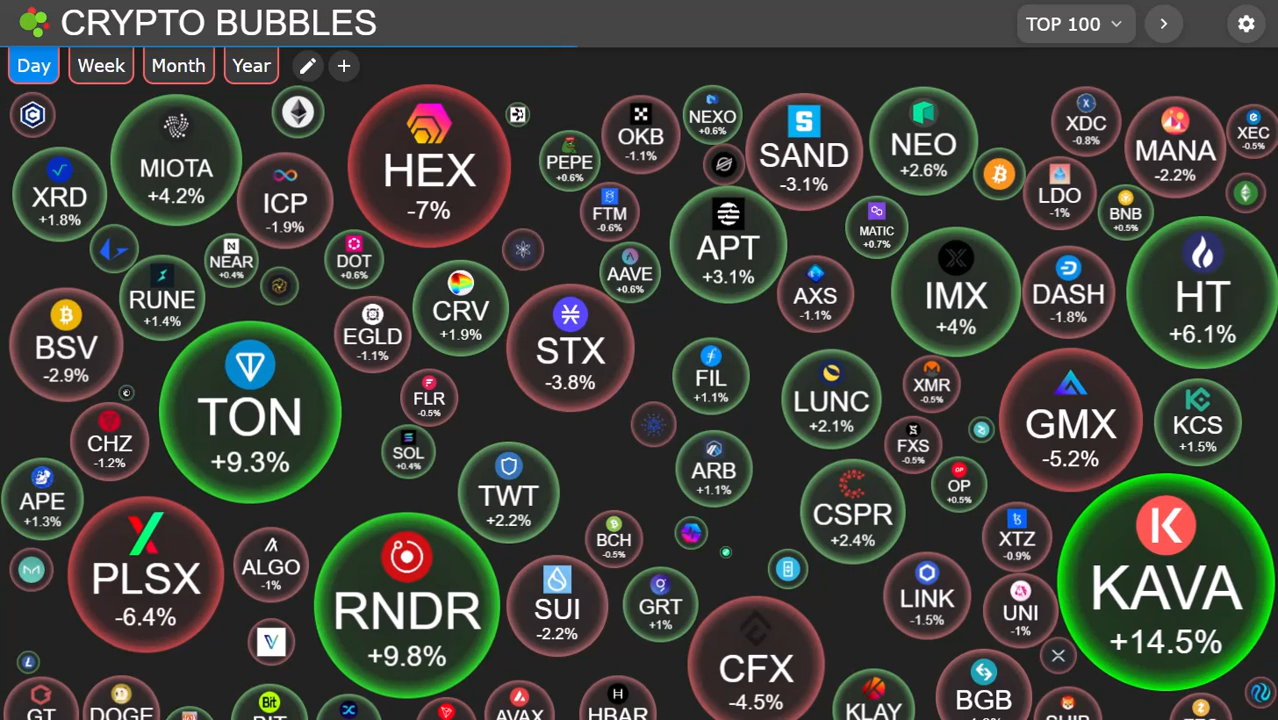 CRYPTO BUBBLES
TOP 100
Day
Week
Month
Year
HEX
-7%
OKB
-1.1%
NEXO
+0.6%
SAND
-3.1%
NEO
+2.6%
XDC
-0.8%
MANA
-2.2%
XEC
-0.5%
MIOTA
+4.2%
XRD
+1.8%
ICP
-1.9%
PEPE
+0.6%
FTM
-0.6%
LDO
-1%
BNB
+0.5%
MATIC
+0.7%
APT
+3.1%
NEAR
+0.4%
DOT
+0.6%
AAVE
+0.6%
RUNE
+1.4%
CRV
+1.9%
AXS
-1.1%
IMX
+4%
DASH
-1.8%
HT
+6.1%
BSV
-2.9%
EGLD
-1.1%
STX
-3.8%
FIL
+1.1%
LUNC
+2.1%
XMR
-0.5%
GMX
-5.2%
KCS
+1.5%
TON
+9.3%
FLR
-0.5%
CHZ
-1.2%
SOL
+0.4%
FXS
-0.5%
ARB
+1.1%
OP
+0.5%
APE
+1.3%
TWT
+2.2%
CSPR
+2.4%
XTZ
-0.9%
BCH
-0.5%
PLSX
-6.4%
ALGO
-1%
KAVA
+14.5%
RNDR
+9.8%
SUI
-2.2%
GRT
+1%
LINK
-1.5%
UNI
-1%
CFX
-4.5%
BGB
GT
DOGE
Bit
BIT
AVAX
HBAR
KLAY
SHIB